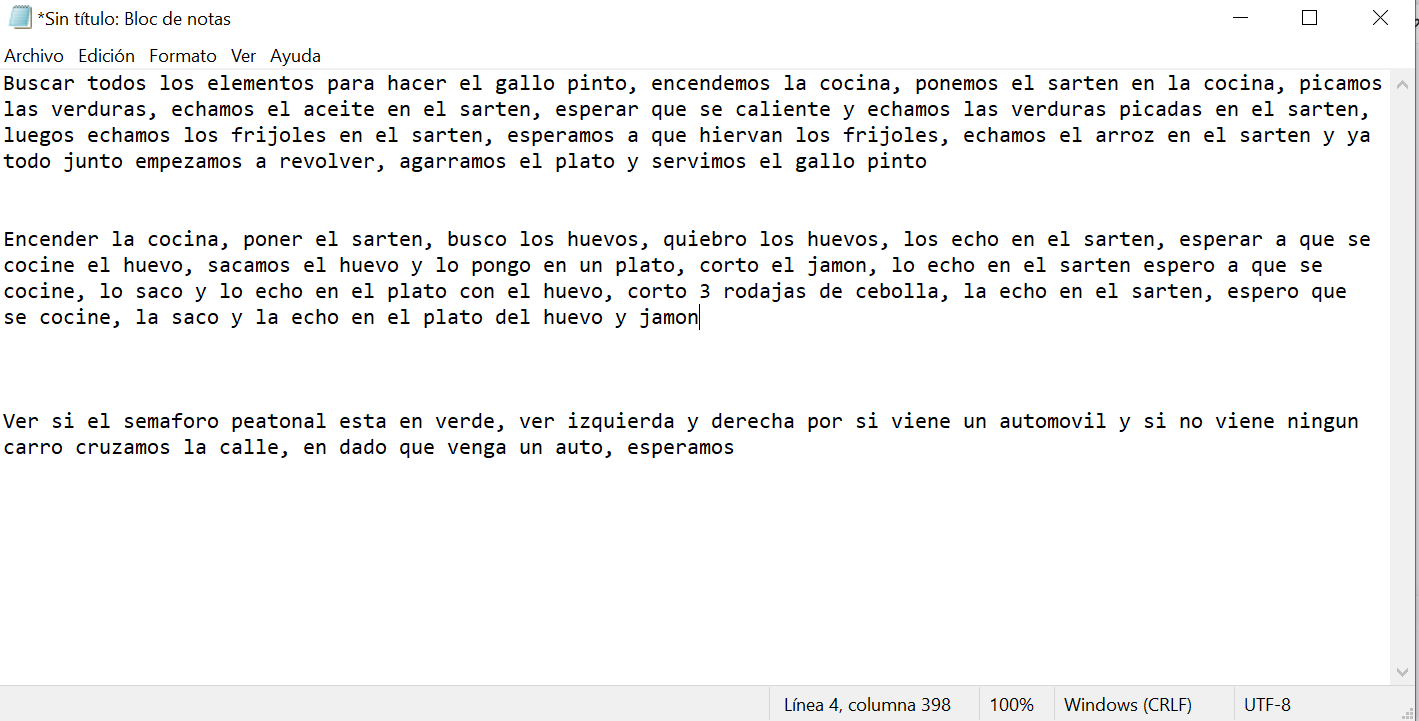 *Sin título: Bloc de notas
Archivo Edición Formato Ver Ayuda
Buscar todos los elementos para hacer el gallo pinto, encendemos la cocina, ponemos el sarten en la cocina, picamos
las verduras, echamos el aceite en el sarten, esperar que se caliente y echamos las verduras picadas en el sarten,
luegos echamos los frijoles en el sarten, esperamos a que hiervan los frijoles, echamos el arroz en el sarten y ya
todo junto empezamos a revolver, agarramos el plato y servimos el gallo pinto
Encender la cocina, poner el sarten, busco los huevos, quiebro los huevos, los echo en el sarten, esperar a que se
cocine el huevo, sacamos el huevo y lo pongo en un plato, corto el jamon, lo echo en el sarten espero a que se
cocine, lo saco y lo echo en el plato con el huevo, corto 3 rodajas de cebolla, la echo en el sarten, espero que
se cocine, la saco y la echo en el plato del huevo y jamon
Ver si el semaforo peatonal esta en verde, ver izquierda y derecha por si viene un automovil y si no viene ningun
carro cruzamos la calle, en dado que venga un auto, esperamos
Línea 4, columna 398 100% Windows (CRLF) UTF-8